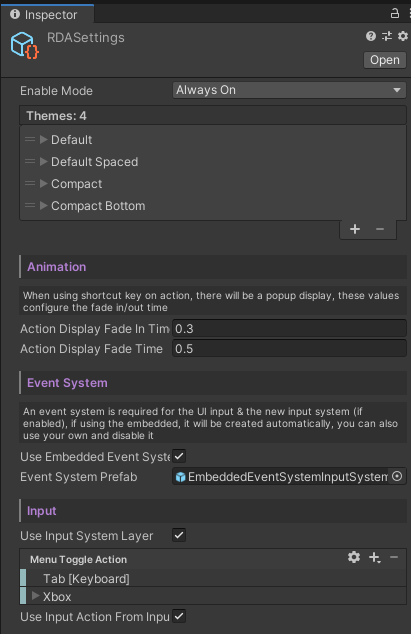 Inspector
RDASettings
Open
Enable Mode Always On
Themes: 4
Default
Default Spaced
Compact
Compact Bottom
Animation
When using shortcut key on action, there will be a popup display, these values
configure the fade in/out time
Action Display Fade In Tim 0.3
Action Display Fade Time 0.5
Event System
An event system is required for the UI input & the new input system (if
enabled), if using the embedded, it will be created automatically, you can also
use your own and disable it
Use Embedded Event Syste
Event System Prefab EmbeddedEventSystemInputSystem
Input
Use Input System Layer
Menu Toggle Action
Tab [Keyboard]
Xbox
Use Input Action From Inpu